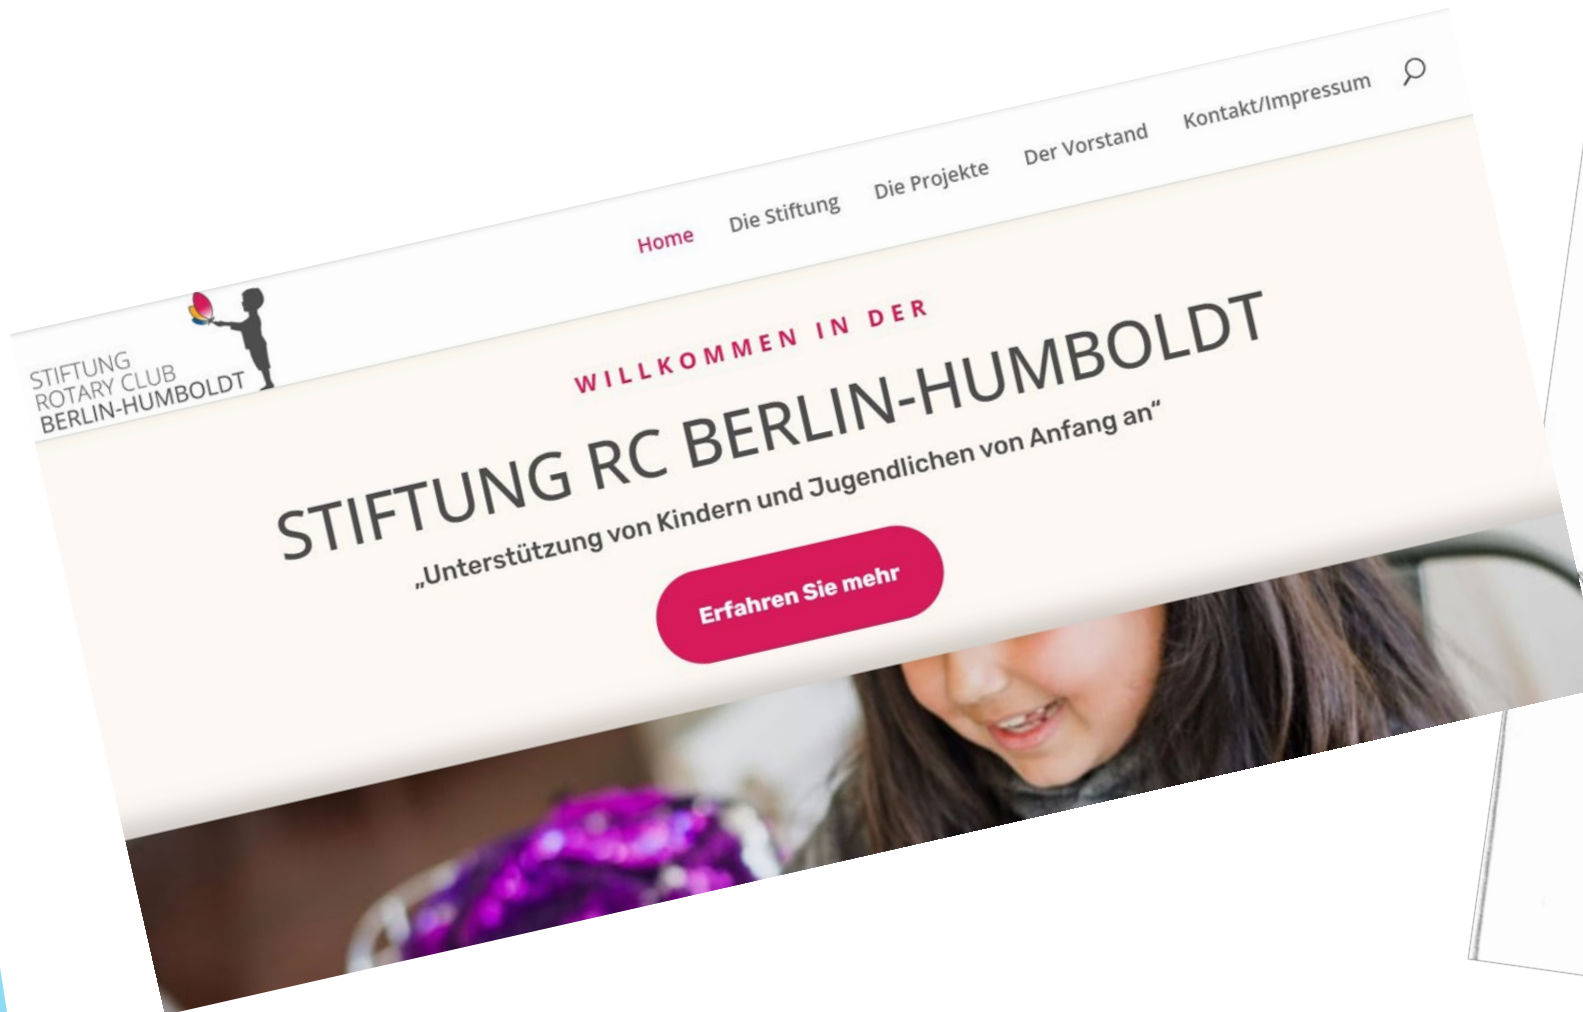 Home
Die Stiftung
Die Projekte
Der Vorstand
Kontakt/Impressum
STIFTUNG
ROTARY CLUB
BERLIN-HUMBOLDT
WILLKOMMEN IN DER
STIFTUNG RC BERLIN-HUMBOLDT
„Unterstützung von Kindern und Jugendlichen von Anfang an“
Erfahren Sie mehr